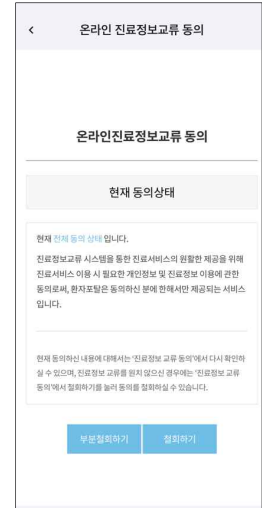 < 온라인 진료정보교류 동의
온라인진료정보교류 동의
현재 동의상태
현재 전체 동의 상태 입니다.
진료정보교류 시스템을 통한 진료서비스의 원활한 제공을 위해
진료서비스 이용 시 필요한 개인정보 및 진료정보 이용에 관한
동의로써, 환자포탈은 동의하신 분에 한해서만 제공되는 서비스
입니다.
현재 동의하신 내용에 대해서는 '진료정보 교류 동의'에서 다시 확인하
실 수 있으며, 진료정보 교류를 원치 않으신 경우에는 '진료정보 교류
동의'에서 철회하기를 눌러 동의를 철회하실 수 있습니다.
부분철회하기 철회하기